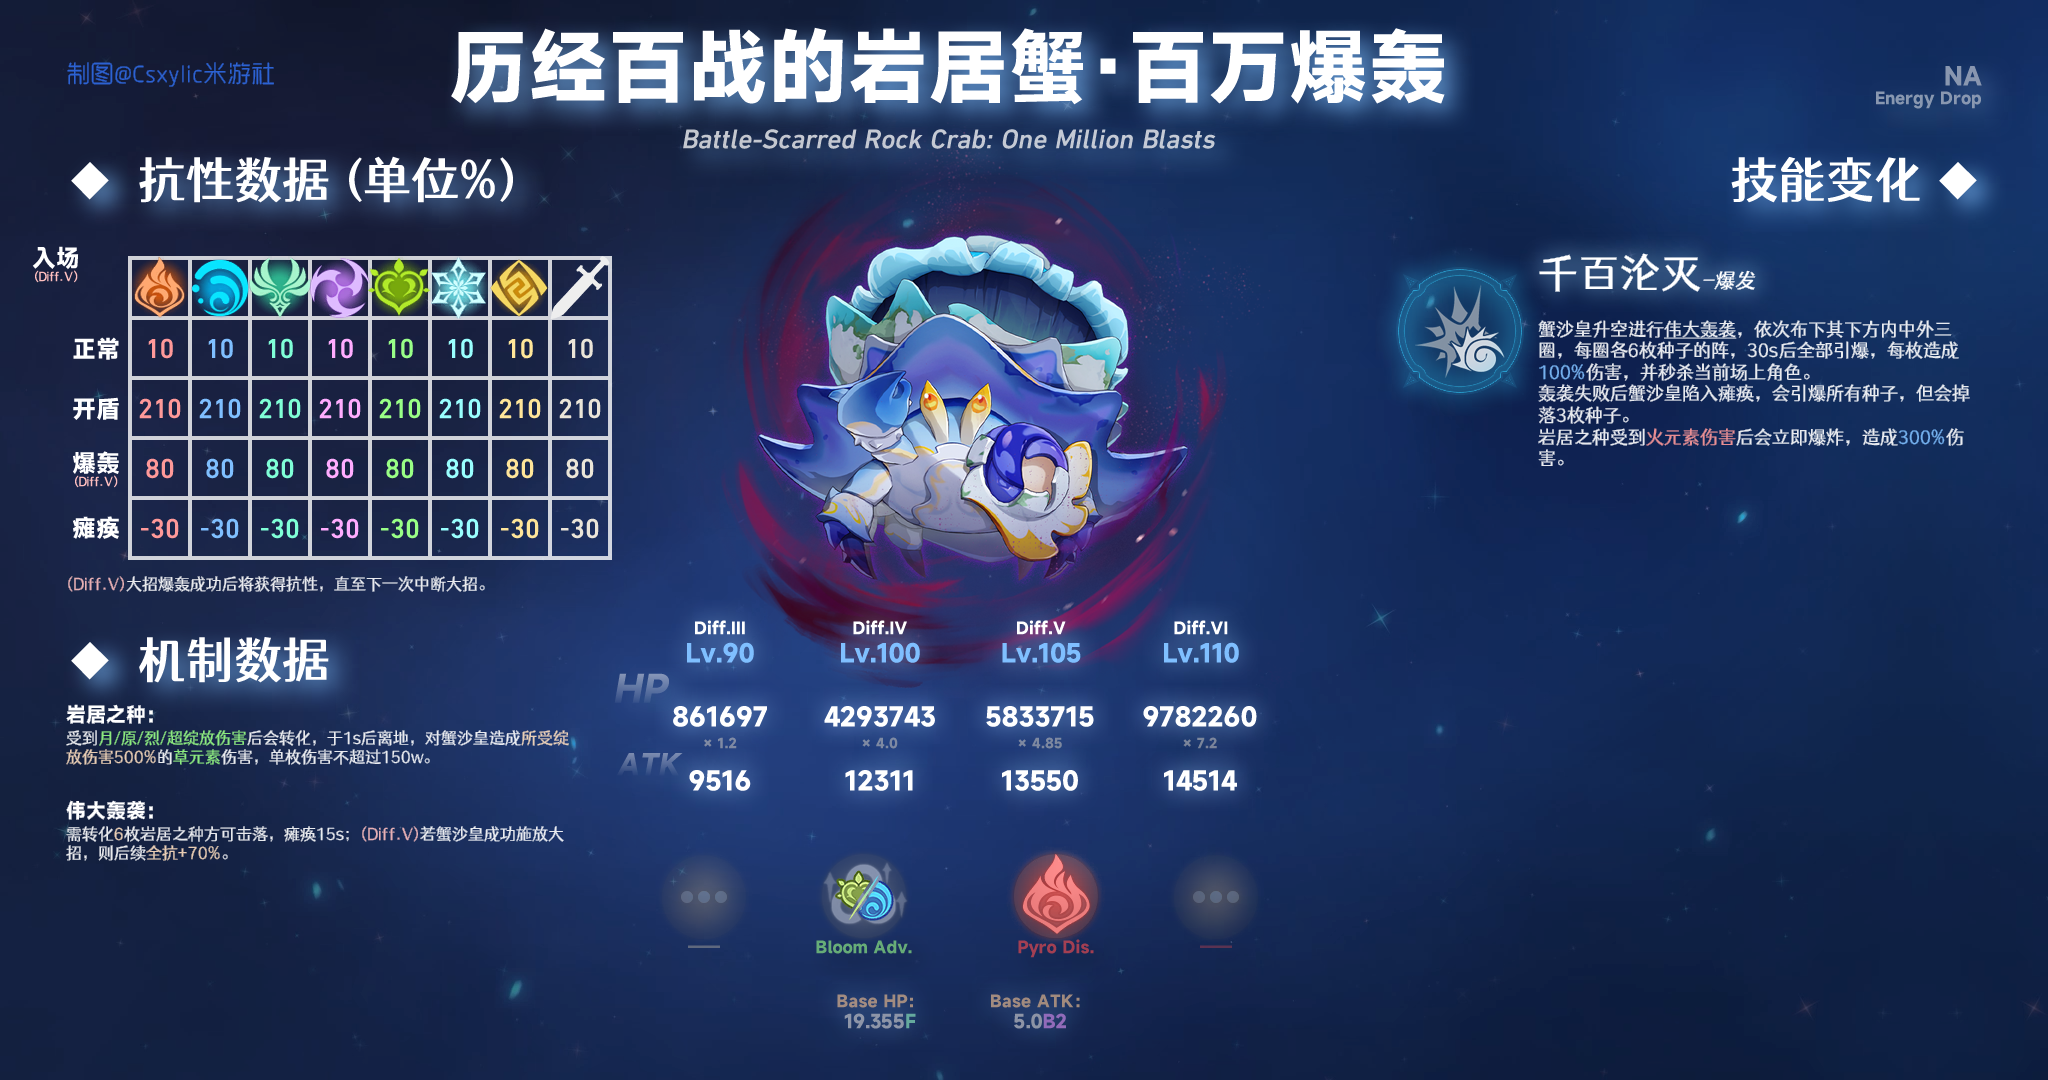 制图@Csxylic米游社
历经百战的岩居蟹·百万爆轰
Battle-Scarred Rock Crab: One Million Blasts
NA
Energy Drop
抗性数据 (单位%)
入场
(Diff.V)
正常 10 10 10 10 10 10 10 10
开盾 210 210 210 210 210 210 210 210
爆轰 80 80 80 80 80 80 80 80
(Diff.V)
瘫痪 -30 -30 -30 -30 -30 -30 -30 -30
(Diff.V)大招爆轰成功后将获得抗性，直至下一次中断大招。
机制数据
岩居之种：
受到月/原/烈/超绽放伤害后会转化，于1s后离地，对蟹沙皇造成所受绽
放伤害500%的草元素伤害，单枚伤害不超过150w。
伟大轰袭：
需转化6枚岩居之种方可击落，瘫痪15s；(Diff.V)若蟹沙皇成功施放大
招，则后续全抗+70%。
Diff.III Diff.IV Diff.V Diff.VI
Lv.90 Lv.100 Lv.105 Lv.110
HP
861697 4293743 5833715 9782260
× 1.2 × 4.0 × 4.85 × 7.2
ATK
9516 12311 13550 14514
Bloom Adv.
Pyro Dis.
Base HP:
19.355F
Base ATK:
5.0B2
技能变化
千百沦灭–爆发
蟹沙皇升空进行伟大轰袭，依次布下其下方内中外三
圈，每圈各6枚种子的阵，30s后全部引爆，每枚造成
100%伤害，并秒杀当前场上角色。
轰袭失败后蟹沙皇陷入瘫痪，会引爆所有种子，但会掉
落3枚种子。
岩居之种受到火元素伤害后会立即爆炸，造成300%伤
害。